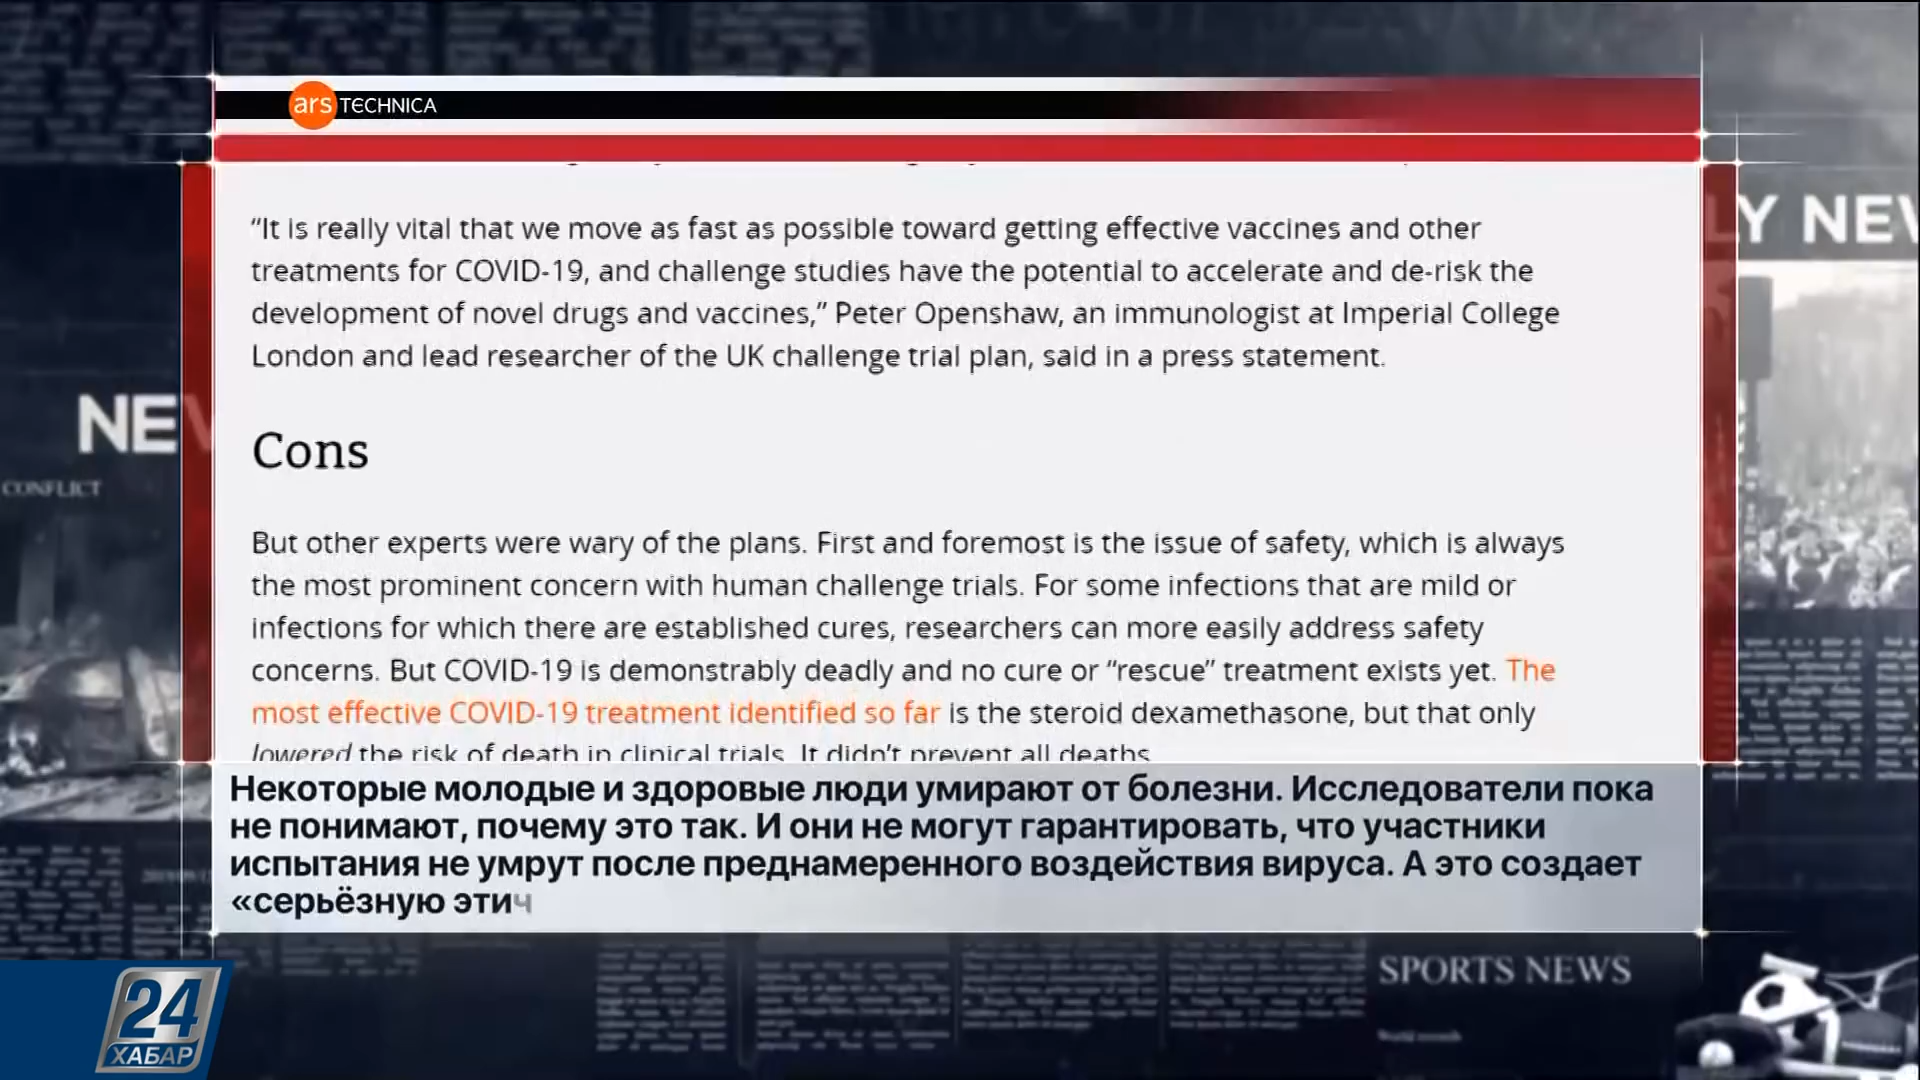 ars TECHNICA
“It is really vital that we move as fast as possible toward getting effective vaccines and other
treatments for COVID-19, and challenge studies have the potential to accelerate and de-risk the
development of novel drugs and vaccines,” Peter Openshaw, an immunologist at Imperial College
London and lead researcher of the UK challenge trial plan, said in a press statement.
LY NEW
NEW
CONFLICT
Cons
But other experts were wary of the plans. First and foremost is the issue of safety, which is always
the most prominent concern with human challenge trials. For some infections that are mild or
infections for which there are established cures, researchers can more easily address safety
concerns. But COVID-19 is demonstrably deadly and no cure or “rescue” treatment exists yet. The
most effective COVID-19 treatment identified so far is the steroid dexamethasone, but that only
lowered the risk of death in clinical trials. It didn’t prevent all deaths
Некоторые молодые и здоровые люди умирают от болезни. Исследователи пока
не понимают, почему это так. И они не могут гарантировать, что участники
испытания не умрут после преднамеренного воздействия вируса. А это создает
«серьёзную этич
SPORTS NEWS
24
ХАБАР